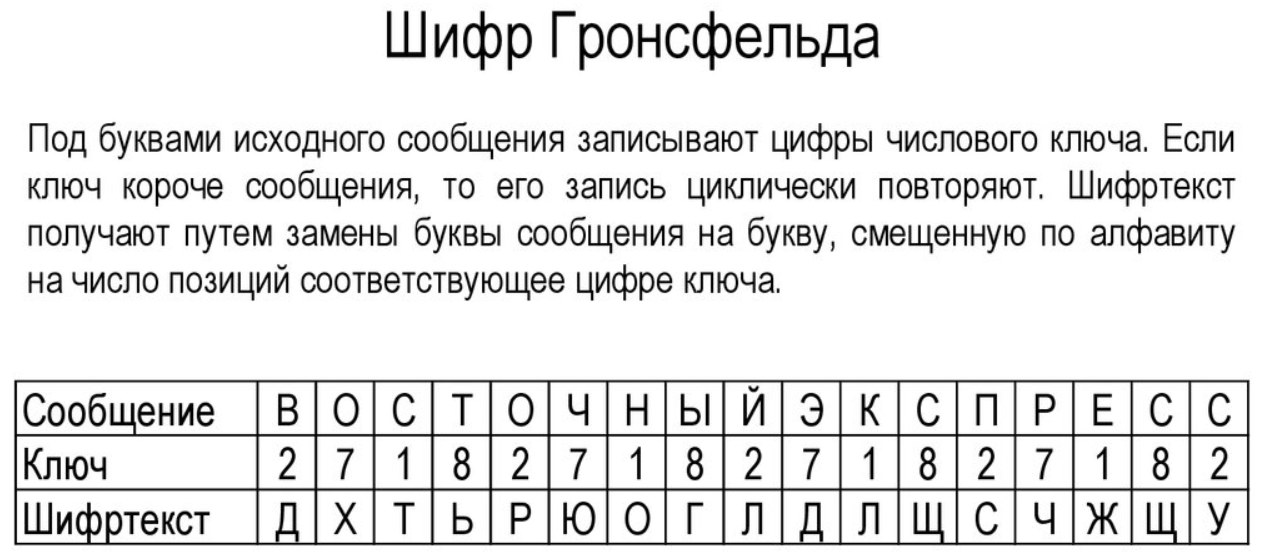 Шифр Гронсфельда
Под буквами исходного сообщения записывают цифры числового ключа. Если
ключ короче сообщения, то его запись циклически повторяют. Шифртекст
получают путем замены буквы сообщения на букву, смещенную по алфавиту
на число позиций соответствующее цифре ключа.
Сообщение В О С Т О Ч Н Ы Й Э К С П Р Е С С
Ключ 2 7 1 8 2 7 1 8 2 7 1 8 2 7 1 8 2
Шифртекст Д Х Т Ь Р Ю О Г Л Д Л Щ С Ч Ж Щ У